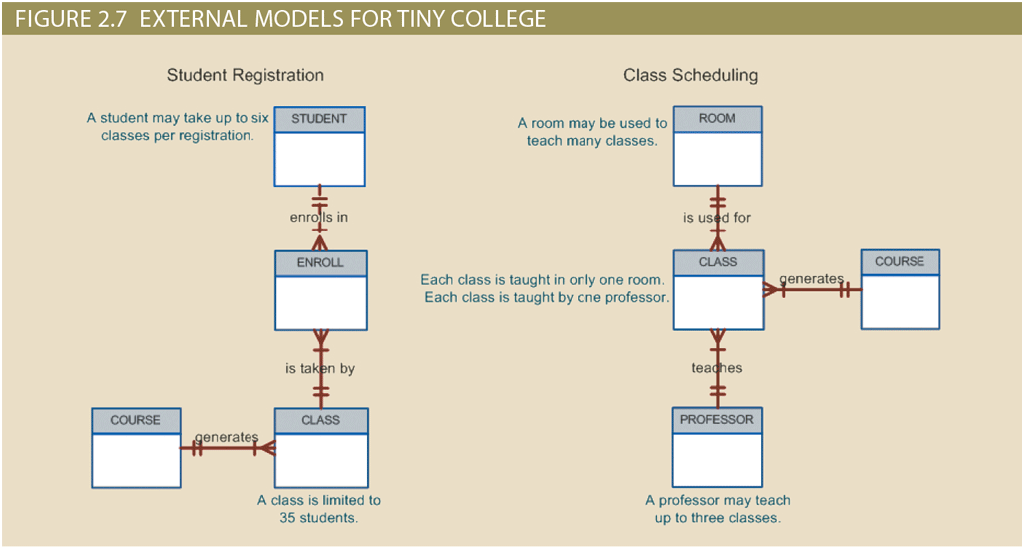 FIGURE 2.7 EXTERNAL MODELS FOR TINY COLLEGE
Student Registration
A student may take up to six
classes per registration.
STUDENT
enrolls in
ENROLL
is taken by
COURSE
generates
CLASS
A class is limited to
35 students.
Class Scheduling
A room may be used to
teach many classes.
ROOM
is used for
Each class is taught in only one room.
Each class is taught by one professor.
CLASS
generates
COURSE
teaches
PROFESSOR
A professor may teach
up to three classes.